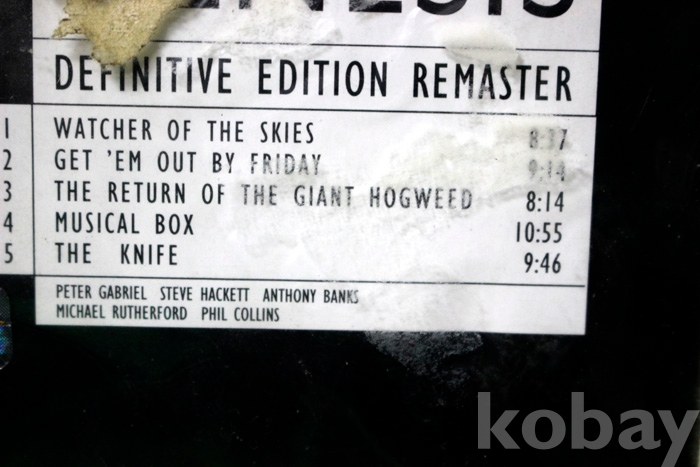 GENESIS
DEFINITIVE EDITION REMASTER
1 WATCHER OF THE SKIES 8:37
2 GET 'EM OUT BY FRIDAY 9:14
3 THE RETURN OF THE GIANT HOGWEED 8:14
4 MUSICAL BOX 10:55
5 THE KNIFE 9:46
PETER GABRIEL STEVE HACKETT ANTHONY BANKS
MICHAEL RUTHERFORD PHIL COLLINS
kobay